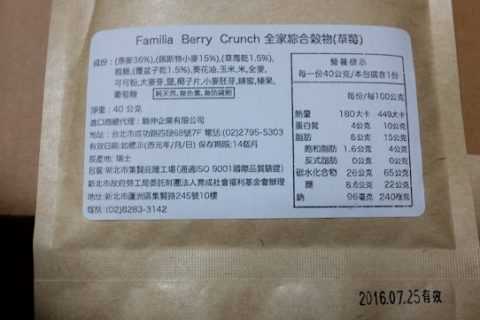 Familia Berry Crunch 全家綜合穀物(草莓)
成份：(燕麥36%),(佩斯特小麥15%),(草莓乾1.5%),
粗糖,(覆盆子乾1.5%),葵花油,玉米,米,全麥,
可可粉,大麥芽,鹽,椰子片,小麥胚芽,蜂蜜,榛果,
葡萄糖 純天然,無色素,無防腐劑
淨重：40 公克
進口商總代理：駿伸企業有限公司
地址：台北市成功路四段68號7F 電話:(02)2795-5303
有效日期:如標示(西元年/月/日) 保存期限:14個月
原產地: 瑞士
包裝：新北市集賢庇護工場(通過ISO 9001國際品質驗證)
新北市政府勞工局委託財團法人育成社會福利基金會辦理
地址:新北市蘆洲區集賢路245號10樓
電話：(02)8283-3142
營養標示
每一份40公克/本包裝含1份
每份/每100公克
熱量 180大卡 449大卡
蛋白質 4公克 10公克
脂肪 6公克 15公克
飽和脂肪 1.6公克 4公克
反式脂肪 0公克 0公克
碳水化合物 26公克 65公克
糖 8.8公克 22公克
鈉 96毫克 240毫克
2016.07.25有效